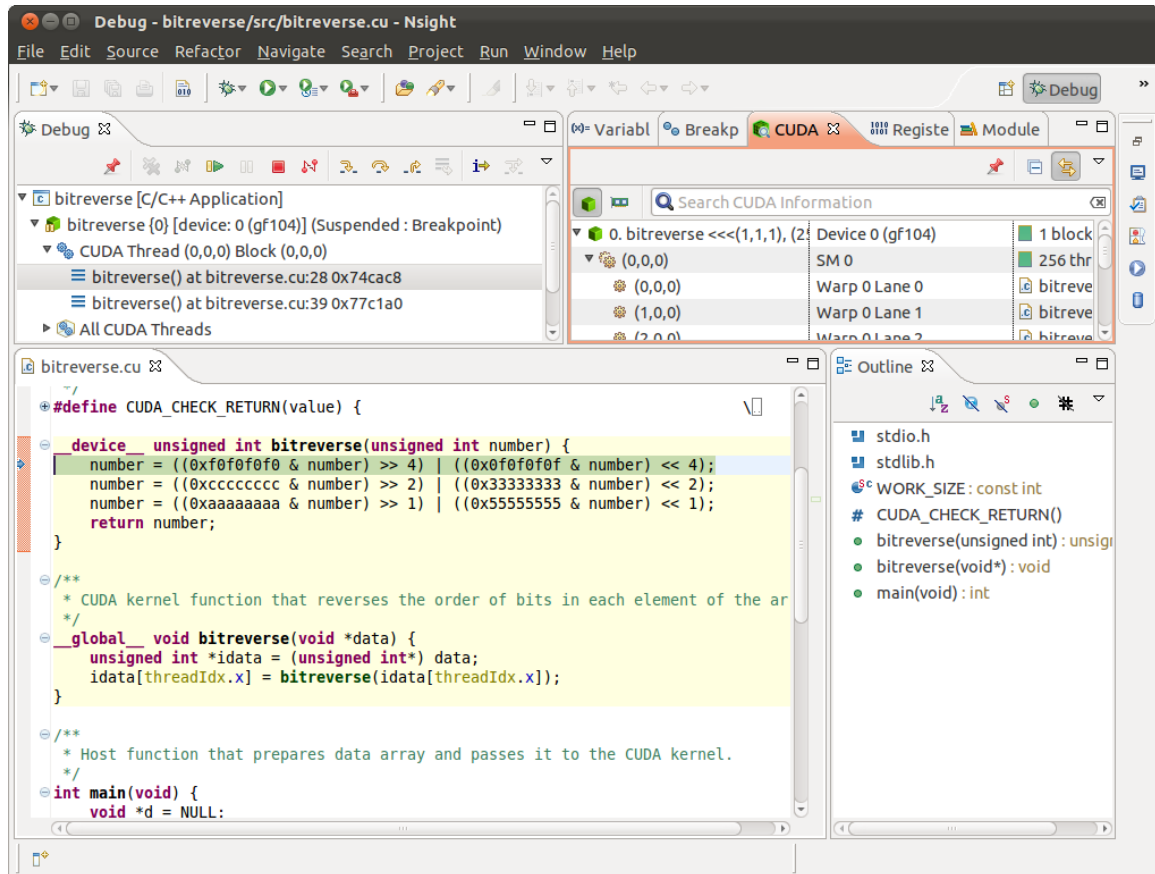 Debug - bitreverse/src/bitreverse.cu - Nsight
File Edit Source Refactor Navigate Search Project Run Window Help
Debug
»
Debug
bitreverse [C/C++ Application]
bitreverse {0} [device: 0 (gf104)] (Suspended : Breakpoint)
CUDA Thread (0,0,0) Block (0,0,0)
bitreverse() at bitreverse.cu:28 0x74cac8
bitreverse() at bitreverse.cu:39 0x77c1a0
All CUDA Threads
(x)= Variabl Breakp CUDA Registe Module
Search CUDA Information
0. bitreverse <<<(1,1,1), (25 Device 0 (gf104) 1 block
(0,0,0) SM 0 256 thr
(0,0,0) Warp 0 Lane 0 bitreve
(1,0,0) Warp 0 Lane 1 bitreve
(2,0,0) Warp 0 Lane 2 bitreve
bitreverse.cu
*/
#define CUDA_CHECK_RETURN(value) { \
__device__ unsigned int bitreverse(unsigned int number) {
number = ((0xf0f0f0f0 & number) >> 4) | ((0x0f0f0f0f & number) << 4);
number = ((0xcccccccc & number) >> 2) | ((0x33333333 & number) << 2);
number = ((0xaaaaaaaa & number) >> 1) | ((0x55555555 & number) << 1);
return number;
}
/**
* CUDA kernel function that reverses the order of bits in each element of the ar
*/
__global__ void bitreverse(void *data) {
unsigned int *idata = (unsigned int*) data;
idata[threadIdx.x] = bitreverse(idata[threadIdx.x]);
}
/**
* Host function that prepares data array and passes it to the CUDA kernel.
*/
int main(void) {
void *d = NULL;
Outline
stdio.h
stdlib.h
WORK_SIZE : const int
CUDA_CHECK_RETURN()
bitreverse(unsigned int) : unsig
bitreverse(void*) : void
main(void) : int